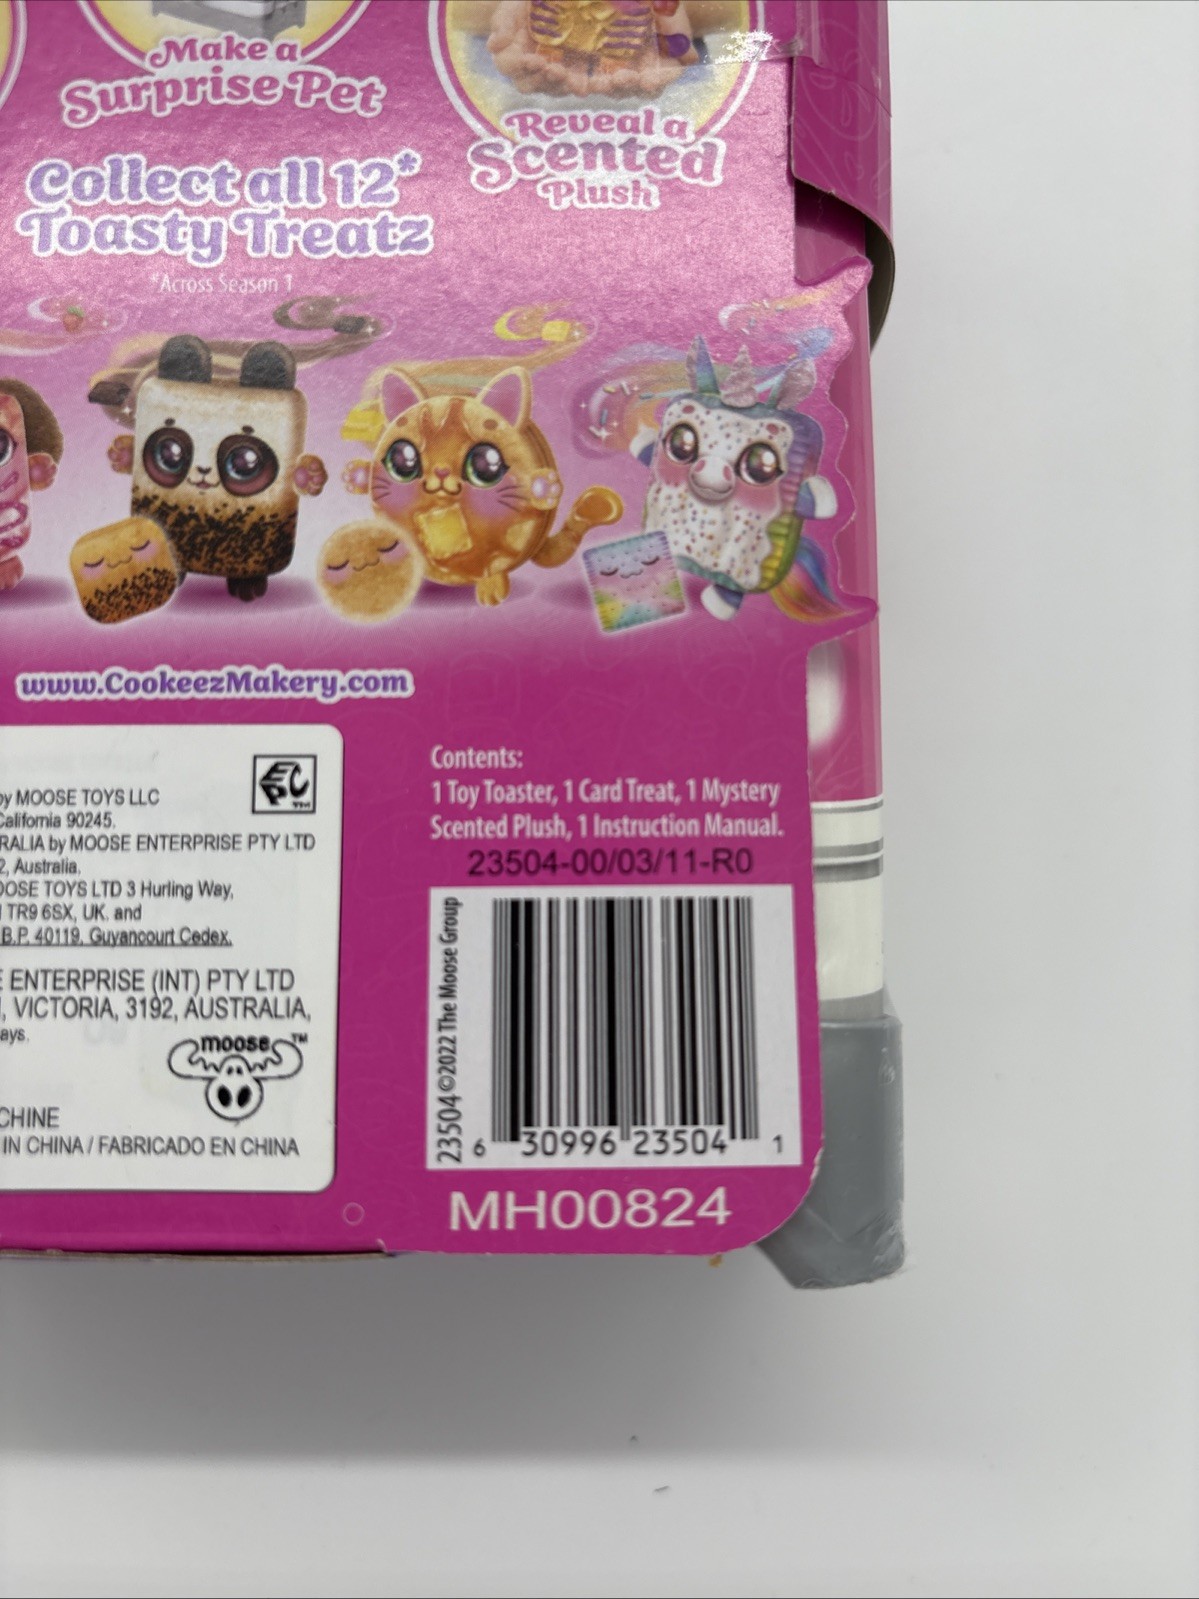 Make a
Surprise Pet
Reveal a
Scented
Plush
Collect all 12*
Toasty Treatz
*Across Season 1
www.CookeezMakery.com
EPC TM
by MOOSE TOYS LLC
California 90245.
RALIA by MOOSE ENTERPRISE PTY LTD
2, Australia.
OOSE TOYS LTD 3 Hurling Way,
TR9 6SX, UK. and
B.P. 40119, Guyancourt Cedex.
E ENTERPRISE (INT) PTY LTD
, VICTORIA, 3192, AUSTRALIA,
ays.
moose TM
CHINE
IN CHINA / FABRICADO EN CHINA
Contents:
1 Toy Toaster, 1 Card Treat, 1 Mystery
Scented Plush, 1 Instruction Manual.
23504-00/03/11-R0
23504 ©2022 The Moose Group
6 30996 23504 1
MH00824